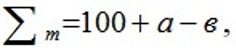 ∑ m=100 + а − в ,